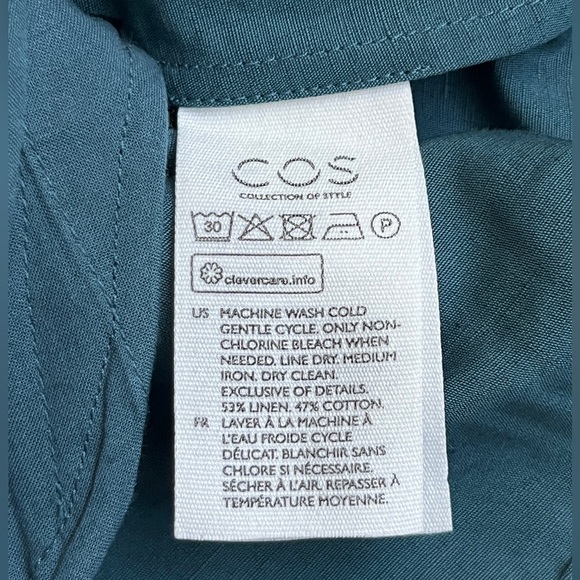 COS
COLLECTION OF STYLE
30 P
clevercare.info
US MACHINE WASH COLD
GENTLE CYCLE. ONLY NON-
CHLORINE BLEACH WHEN
NEEDED. LINE DRY. MEDIUM
IRON. DRY CLEAN.
EXCLUSIVE OF DETAILS.
53% LINEN. 47% COTTON.
FR LAVER À LA MACHINE À
L'EAU FROIDE CYCLE
DÉLICAT. BLANCHIR SANS
CHLORE SI NÉCESSAIRE.
SÉCHER À L'AIR. REPASSER À
TEMPÉRATURE MOYENNE.